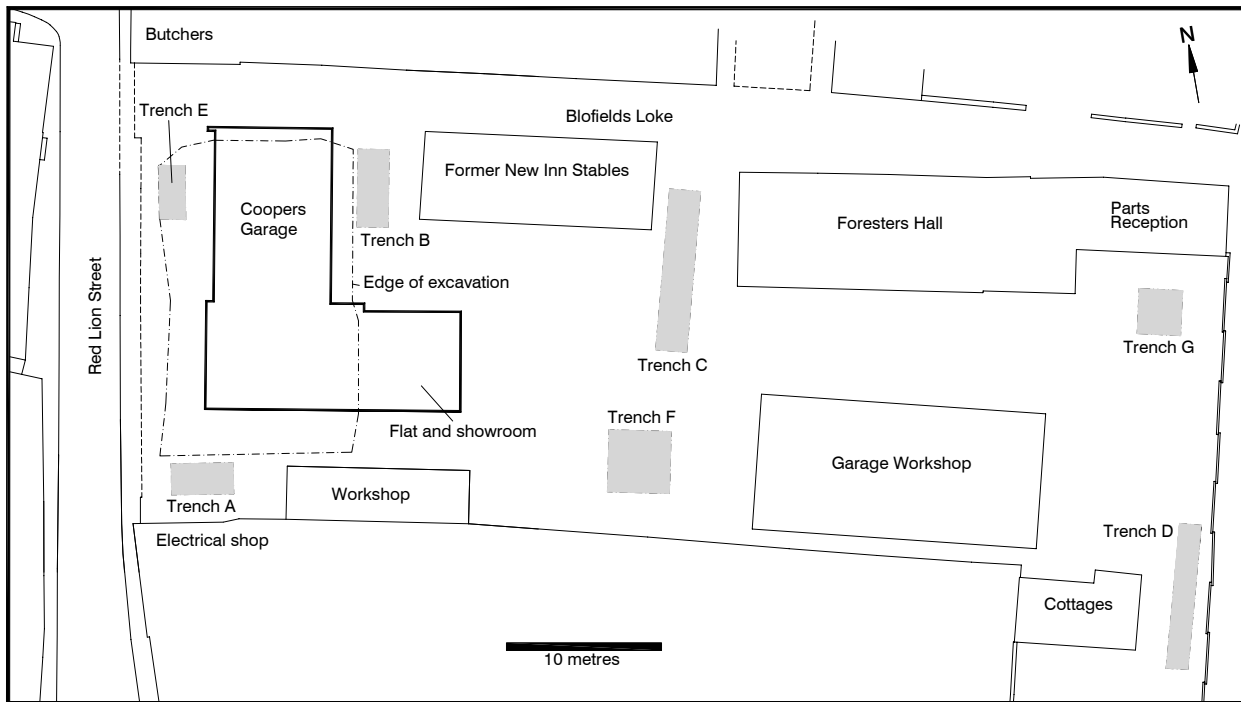 Butchers
N
Trench E
Blofields Loke
Former New Inn Stables
Coopers
Garage
Foresters Hall
Parts
Reception
Trench B
Edge of excavation
Red Lion Street
Trench C
Trench G
Flat and showroom
Trench F
Garage Workshop
Workshop
Trench A
Electrical shop
Trench D
Cottages
10 metres